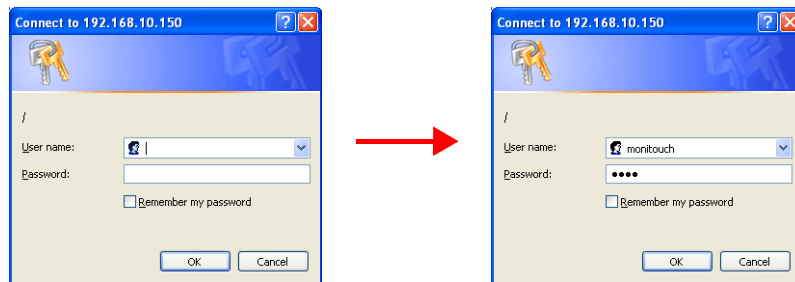 Connect to 192.168.10.150
/
User name:
Password:
Remember my password
OK Cancel
Connect to 192.168.10.150
/
User name: monitouch
Password: ••••
Remember my password
OK Cancel